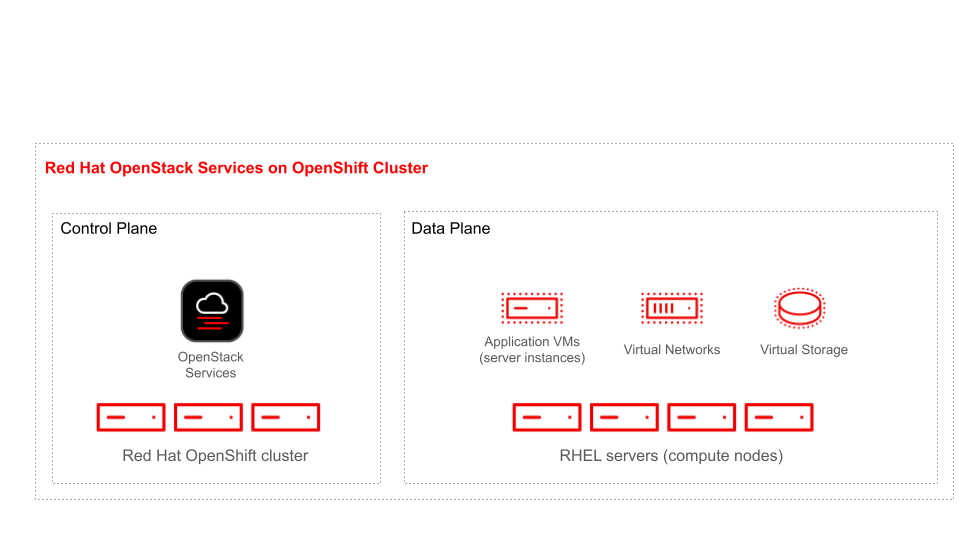 Red Hat OpenStack Services on OpenShift Cluster
Control Plane
OpenStack
Services
Red Hat OpenShift cluster
Data Plane
Application VMs
(server instances)
Virtual Networks
Virtual Storage
RHEL servers (compute nodes)